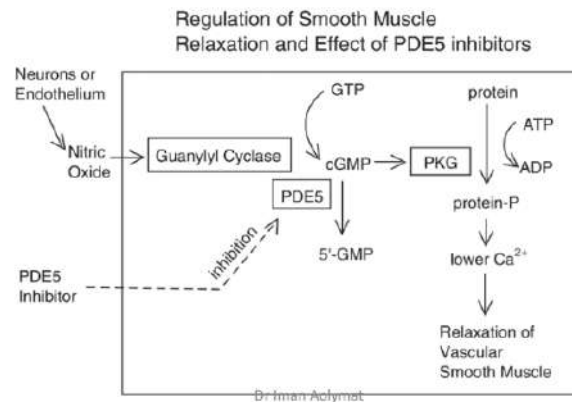 Regulation of Smooth Muscle
Relaxation and Effect of PDE5 inhibitors
Neurons or
Endothelium
Nitric
Oxide
Guanylyl Cyclase
GTP
cGMP
PDE5
5'-GMP
PKG
protein
ATP
ADP
protein-P
lower Ca²⁺
Relaxation of
Vascular
Smooth Muscle
inhibition
PDE5
Inhibitor
Dr Iman Aolymat